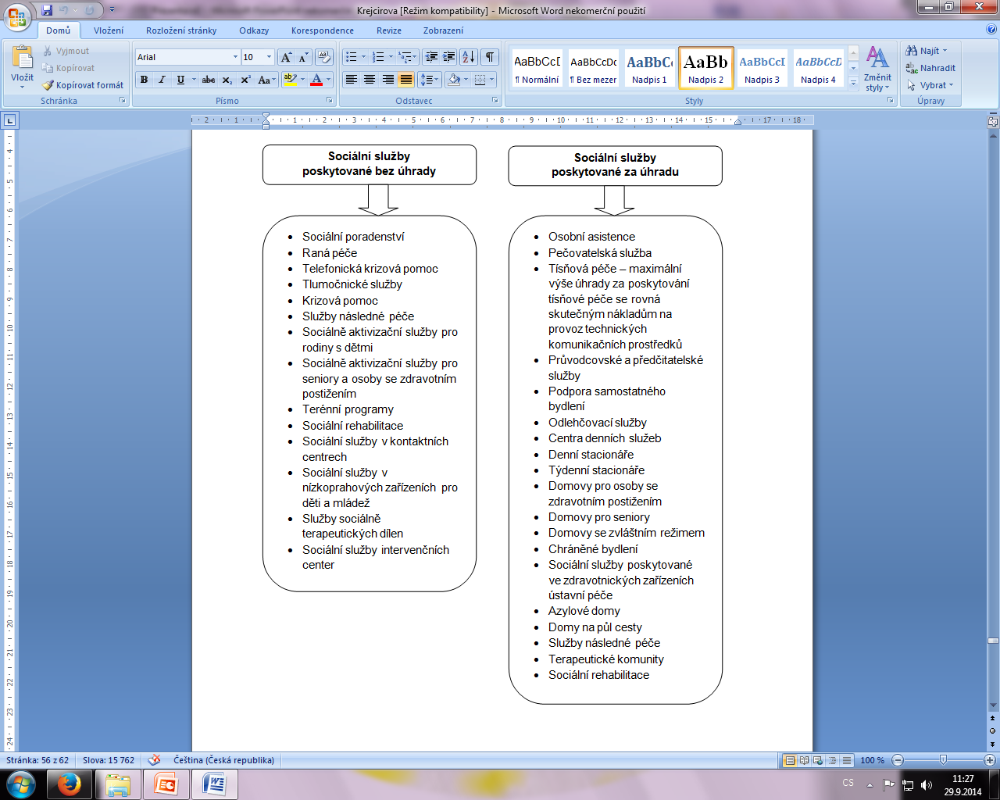 Krejcirova [Režim kompatibility] - Microsoft Word nekomerční použití
Domů Vložení Rozložení stránky Odkazy Korespondence Revize Zobrazení
Vložit
Vyjmout
Kopírovat
Kopírovat formát
Schránka
Arial 10
Písmo
Odstavec
AaBbCcI AaBbCcDc AaBbC AaBb AaBbCcI AaBbCcD
¶ Normální ¶ Bez mezer Nadpis 1 Nadpis 2 Nadpis 3 Nadpis 4
Změnit
styly
Styly
Najít
Nahradit
Vybrat
Úpravy
Sociální služby
poskytované bez úhrady
• Sociální poradenství
• Raná péče
• Telefonická krizová pomoc
• Tlumočnické služby
• Krizová pomoc
• Služby následné péče
• Sociálně aktivizační služby pro
rodiny s dětmi
• Sociálně aktivizační služby pro
seniory a osoby se zdravotním
postižením
• Terénní programy
• Sociální rehabilitace
• Sociální služby v kontaktních
centrech
• Sociální služby v
nízkoprahových zařízeních pro
děti a mládež
• Služby sociálně
terapeutických dílen
• Sociální služby intervenčních
center
Sociální služby
poskytované za úhradu
• Osobní asistence
• Pečovatelská služba
• Tísňová péče – maximální
výše úhrady za poskytování
tísňové péče se rovná
skutečným nákladům na
provoz technických
komunikačních prostředků
• Průvodcovské a předčitatelské
služby
• Podpora samostatného
bydlení
• Odlehčovací služby
• Centra denních služeb
• Denní stacionáře
• Týdenní stacionáře
• Domovy pro osoby se
zdravotním postižením
• Domovy pro seniory
• Domovy se zvláštním režimem
• Chráněné bydlení
• Sociální služby poskytované
ve zdravotnických zařízeních
ústavní péče
• Azylové domy
• Domy na půl cesty
• Služby následné péče
• Terapeutické komunity
• Sociální rehabilitace
Stránka: 56 z 62 Slova: 15 762 Čeština (Česká republika) 100 %
CS
11:27
29.9.2014